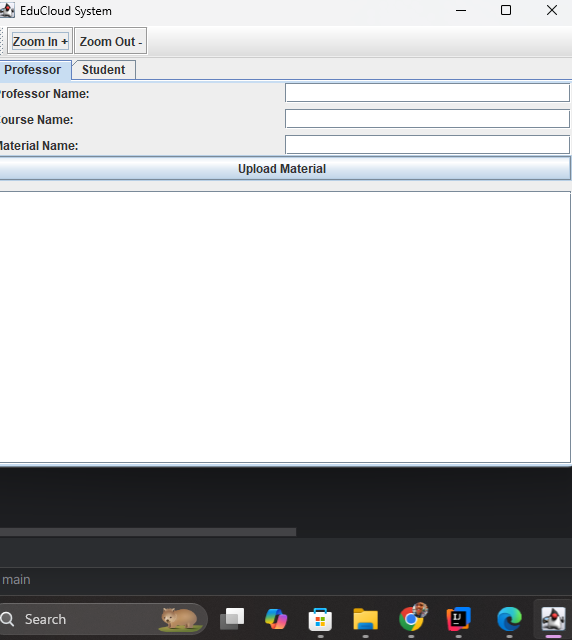 EduCloud System
Zoom In + Zoom Out -
Professor Student
rofessor Name:
ourse Name:
aterial Name:
Upload Material
main
Search